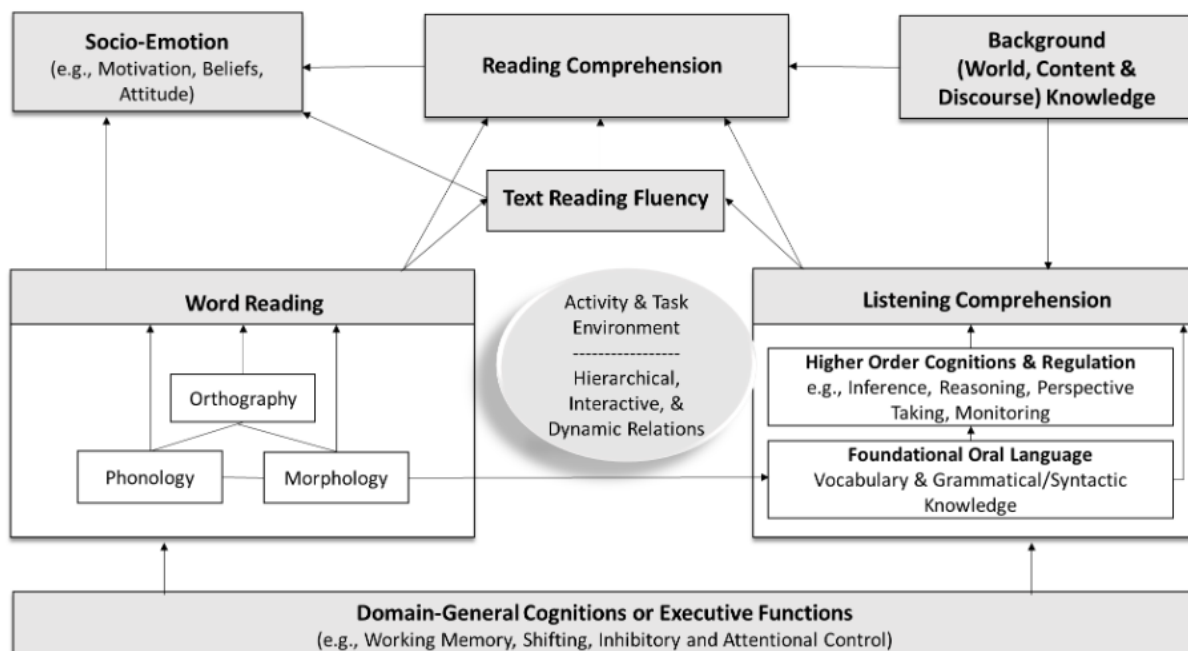 Socio-Emotion
(e.g., Motivation, Beliefs,
Attitude)
Reading Comprehension
Background
(World, Content &
Discourse) Knowledge
Text Reading Fluency
Word Reading
Orthography
Phonology
Morphology
Activity & Task
Environment
------------------
Hierarchical,
Interactive, &
Dynamic Relations
Listening Comprehension
Higher Order Cognitions & Regulation
e.g., Inference, Reasoning, Perspective
Taking, Monitoring
Foundational Oral Language
Vocabulary & Grammatical/Syntactic
Knowledge
Domain-General Cognitions or Executive Functions
(e.g., Working Memory, Shifting, Inhibitory and Attentional Control)